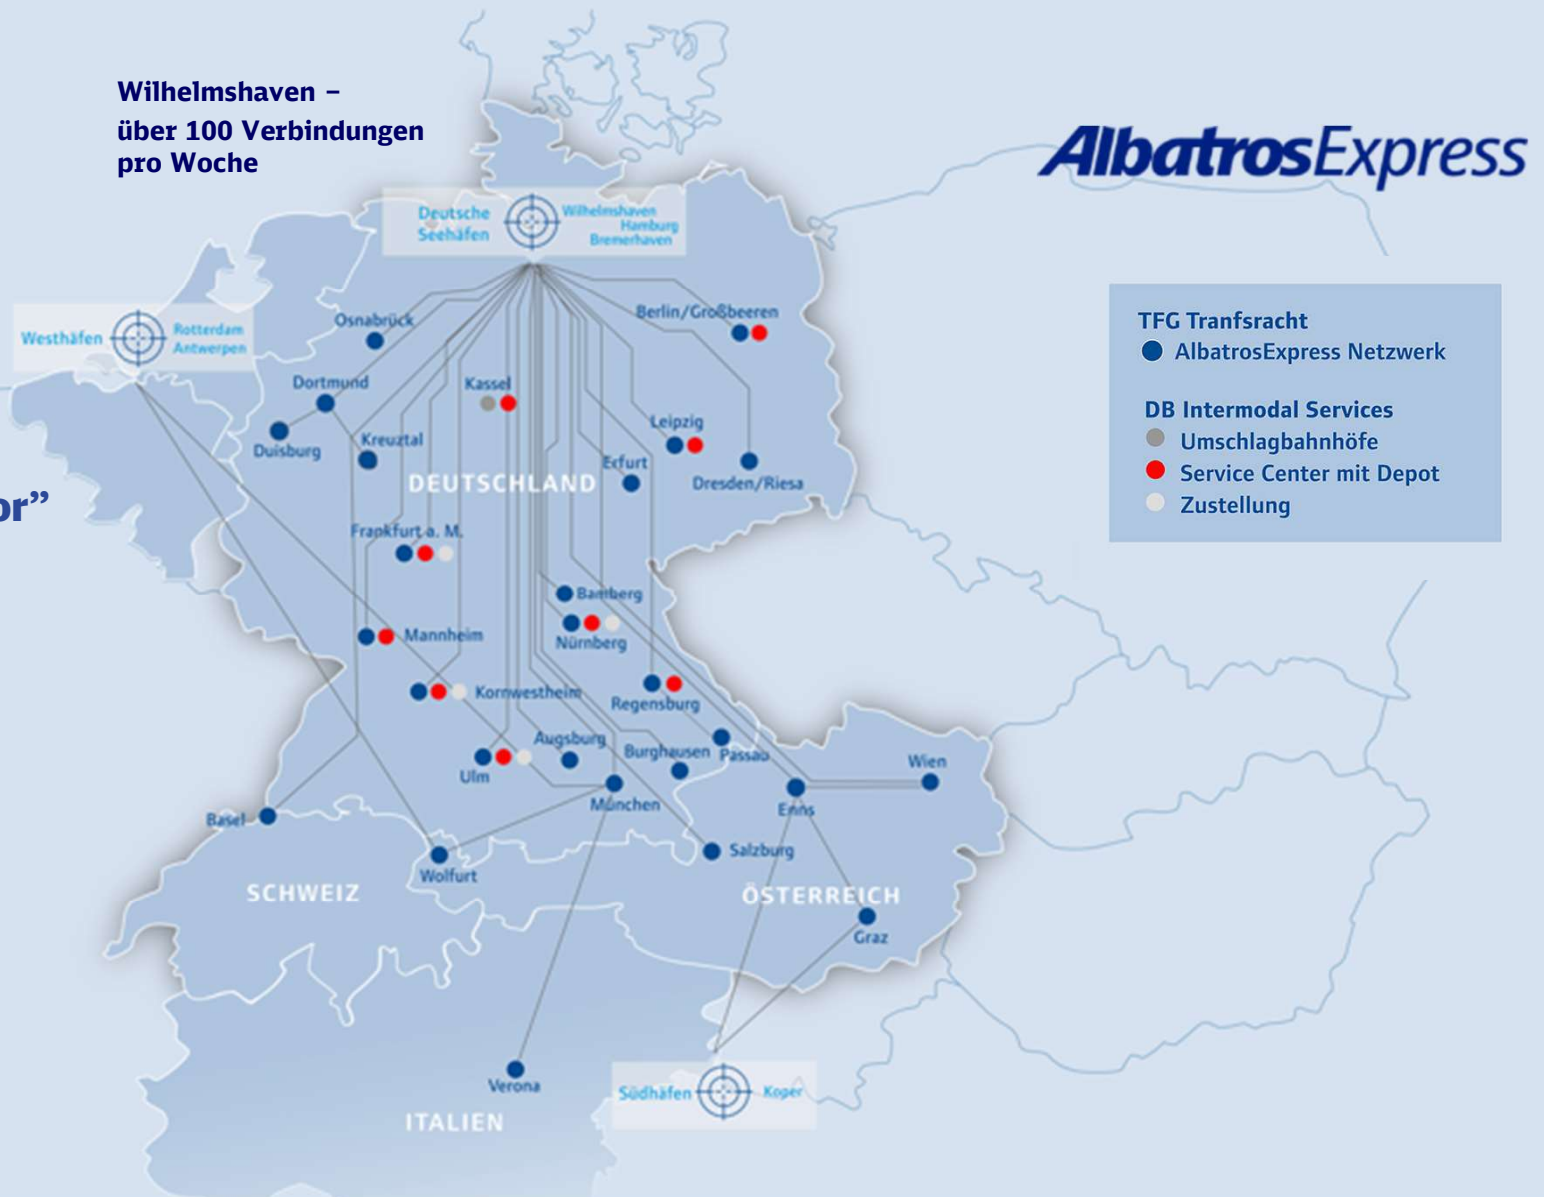 Wilhelmshaven –
über 100 Verbindungen
pro Woche
AlbatrosExpress
Deutsche
Seehäfen
Wilhelmshaven
Hamburg
Bremerhaven
Westhäfen
Rotterdam
Antwerpen
TFG Tranfsracht
AlbatrosExpress Netzwerk
DB Intermodal Services
Umschlagbahnhöfe
Service Center mit Depot
Zustellung
Osnabrück
Berlin/Großbeeren
Dortmund
Kassel
Duisburg
Kreuztal
Leipzig
Erfurt
Dresden/Riesa
DEUTSCHLAND
or”
Frankfurt a. M.
Bamberg
Nürnberg
Mannheim
Kornwestheim
Regensburg
Augsburg
Burghausen
Passau
Ulm
München
Wien
Enns
Basel
Wolfurt
Salzburg
SCHWEIZ
ÖSTERREICH
Graz
Verona
ITALIEN
Südhäfen
Koper